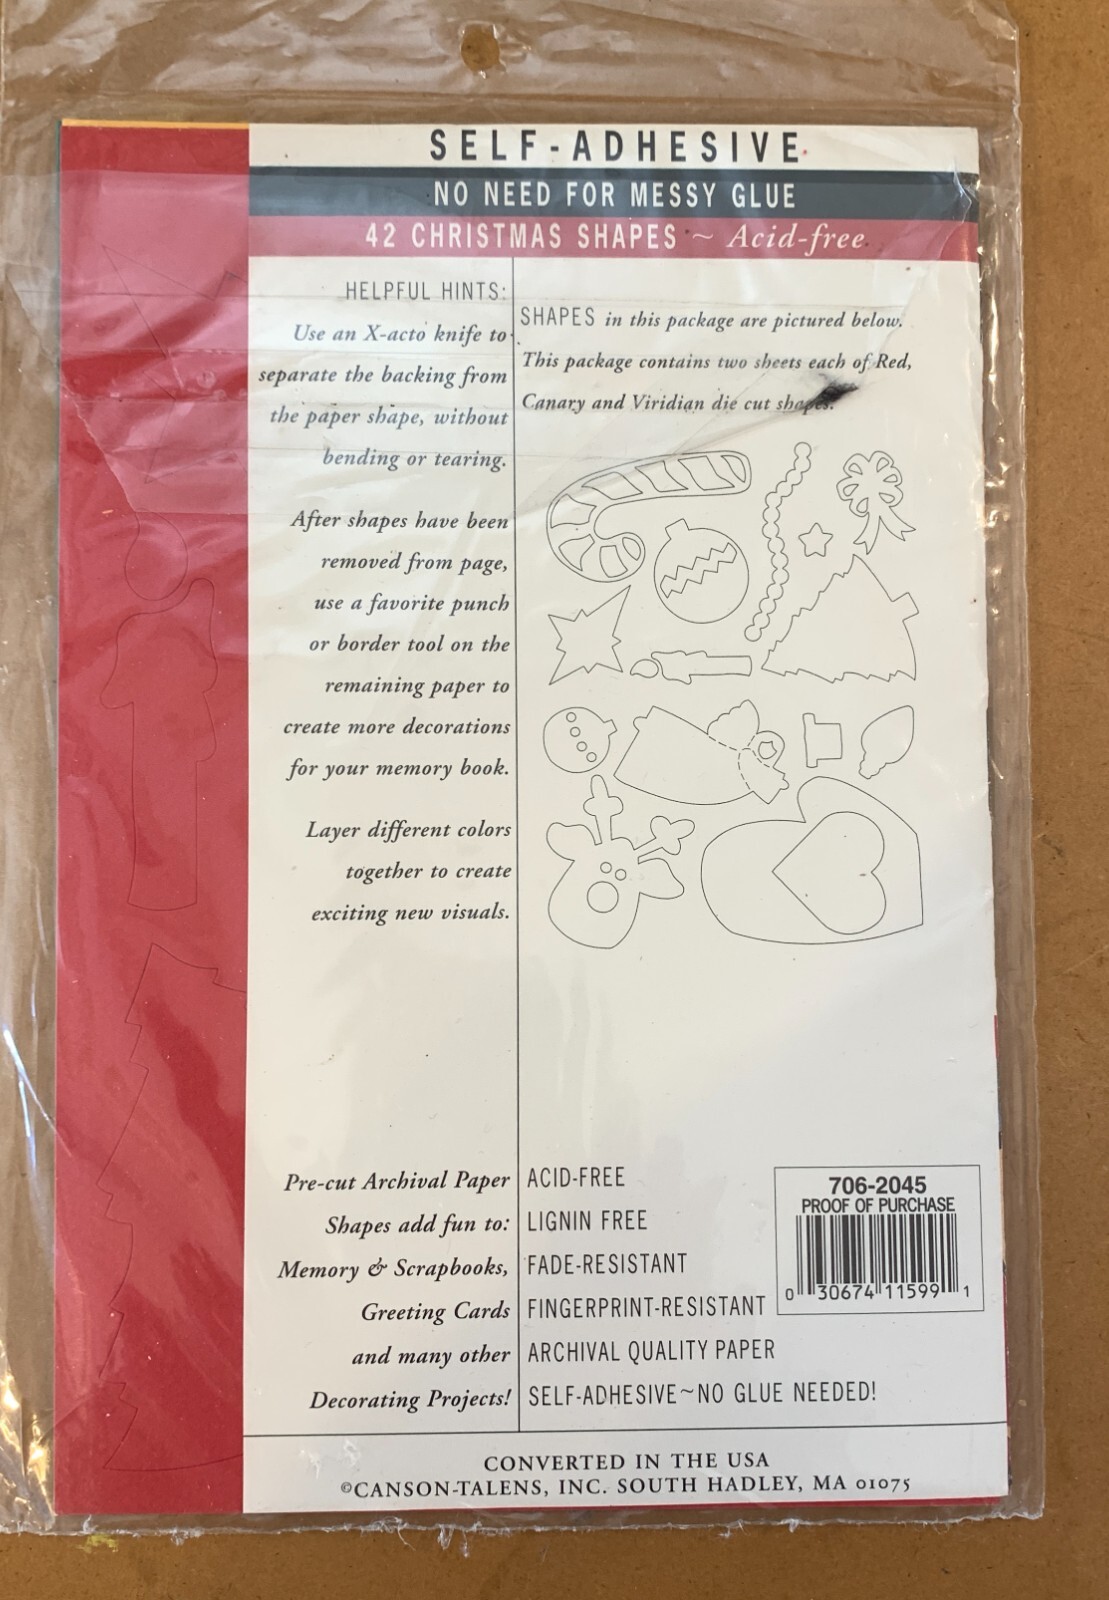 SELF-ADHESIVE
NO NEED FOR MESSY GLUE
42 CHRISTMAS SHAPES ~ Acid-free
HELPFUL HINTS:
Use an X-acto knife to
separate the backing from
the paper shape, without
bending or tearing.
After shapes have been
removed from page,
use a favorite punch
or border tool on the
remaining paper to
create more decorations
for your memory book.
Layer different colors
together to create
exciting new visuals.
SHAPES in this package are pictured below.
This package contains two sheets each of Red,
Canary and Viridian die cut shapes.
Pre-cut Archival Paper
Shapes add fun to:
Memory & Scrapbooks,
Greeting Cards
and many other
Decorating Projects!
ACID-FREE
LIGNIN FREE
FADE-RESISTANT
FINGERPRINT-RESISTANT
ARCHIVAL QUALITY PAPER
SELF-ADHESIVE~NO GLUE NEEDED!
706-2045
PROOF OF PURCHASE
0 30674 11599 1
CONVERTED IN THE USA
©CANSON-TALENS, INC. SOUTH HADLEY, MA 01075